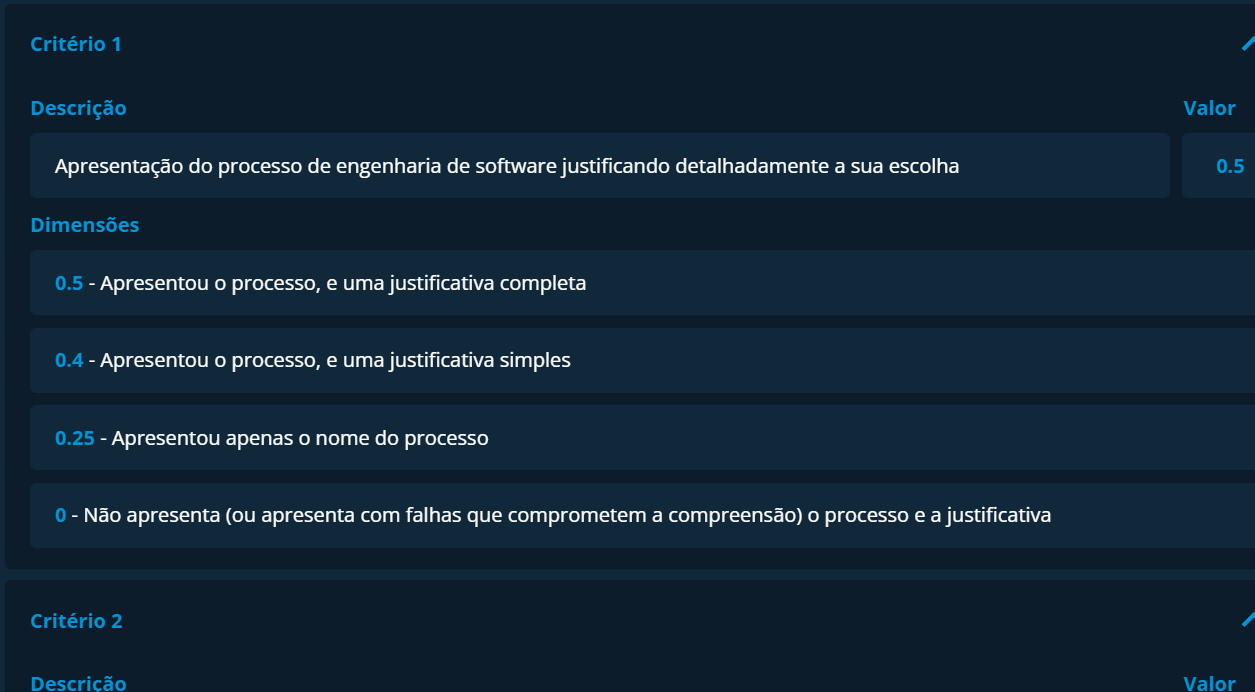 Critério 1
Descrição
Valor
Apresentação do processo de engenharia de software justificando detalhadamente a sua escolha
0.5
Dimensões
0.5 - Apresentou o processo, e uma justificativa completa
0.4 - Apresentou o processo, e uma justificativa simples
0.25 - Apresentou apenas o nome do processo
0 - Não apresenta (ou apresenta com falhas que comprometem a compreensão) o processo e a justificativa
Critério 2
Descrição
Valor